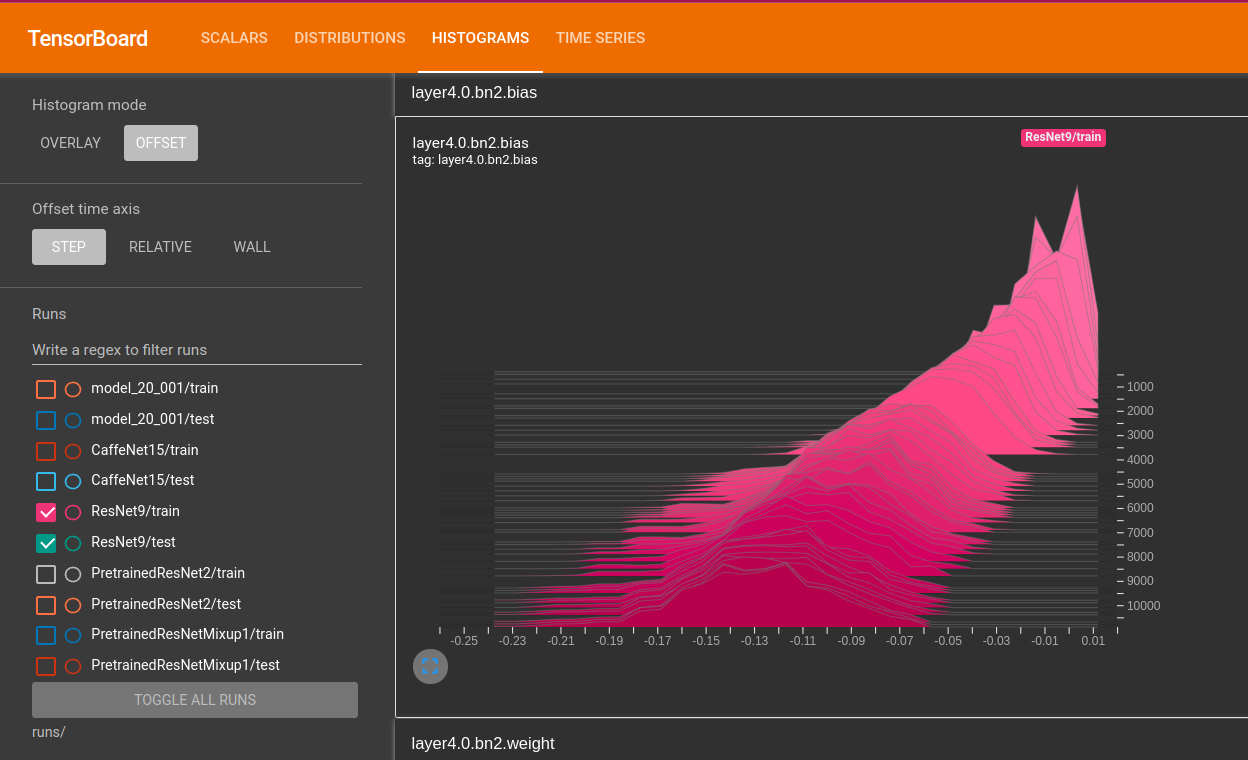 TensorBoard SCALARS DISTRIBUTIONS HISTOGRAMS TIME SERIES
Histogram mode
OVERLAY OFFSET
Offset time axis
STEP RELATIVE WALL
Runs
Write a regex to filter runs
model_20_001/train
model_20_001/test
CaffeNet15/train
CaffeNet15/test
ResNet9/train
ResNet9/test
PretrainedResNet2/train
PretrainedResNet2/test
PretrainedResNetMixup1/train
PretrainedResNetMixup1/test
TOGGLE ALL RUNS
runs/
layer4.0.bn2.bias
layer4.0.bn2.bias
tag: layer4.0.bn2.bias
ResNet9/train
1000
2000
3000
4000
5000
6000
7000
8000
9000
10000
-0.25 -0.23 -0.21 -0.19 -0.17 -0.15 -0.13 -0.11 -0.09 -0.07 -0.05 -0.03 -0.01 0.01
layer4.0.bn2.weight